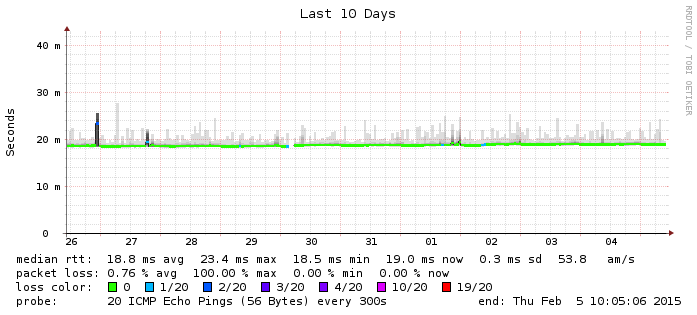 Last 10 Days
RRDTOOL / TOBI OETIKER
Seconds
40 m
30 m
20 m
10 m
0
26 27 28 29 30 31 01 02 03 04
median rtt: 18.8 ms avg 23.4 ms max 18.5 ms min 19.0 ms now 0.3 ms sd 53.8 am/s
packet loss: 0.76 % avg 100.00 % max 0.00 % min 0.00 % now
loss color: 0 1/20 2/20 3/20 4/20 10/20 19/20
probe: 20 ICMP Echo Pings (56 Bytes) every 300s end: Thu Feb 5 10:05:06 2015